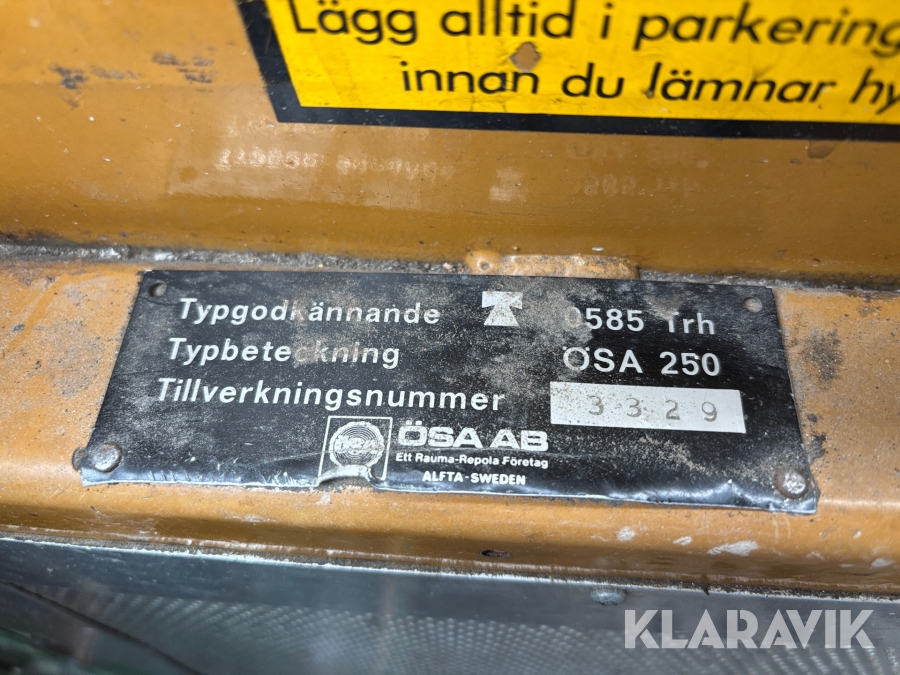 Lägg alltid i parkering
innan du lämnar hy
Typgodkännande 0585 Trh
Typbeteckning ÖSA 250
Tillverkningsnummer 3329
ÖSA AB
Ett Rauma-Repola Företag
ALFTA-SWEDEN
KLARAVIK